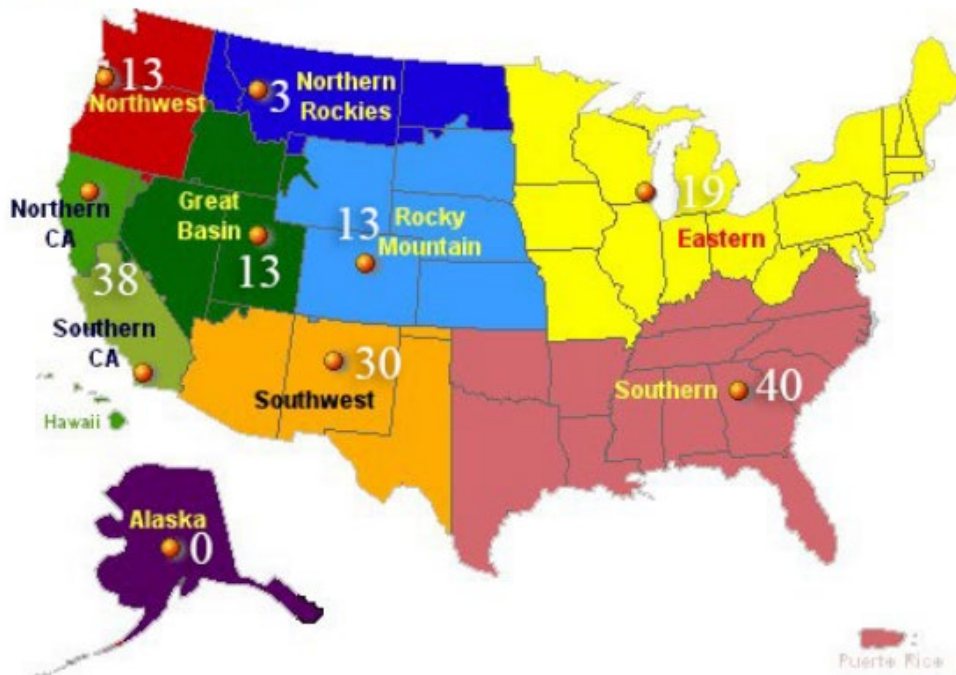 13
Northwest
3
Northern
Rockies
Northern
CA
Great
Basin
13
13
Rocky
Mountain
19
Eastern
38
Southern
CA
30
Southwest
Southern
40
Hawaii
Alaska
0
Puerto Rico